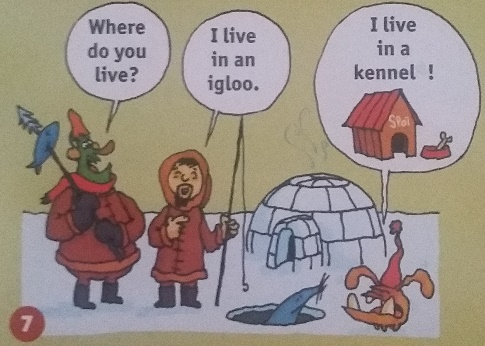 Where
do you
live?
I live
in an
igloo.
I live
in a
kennel !
SPOT
7